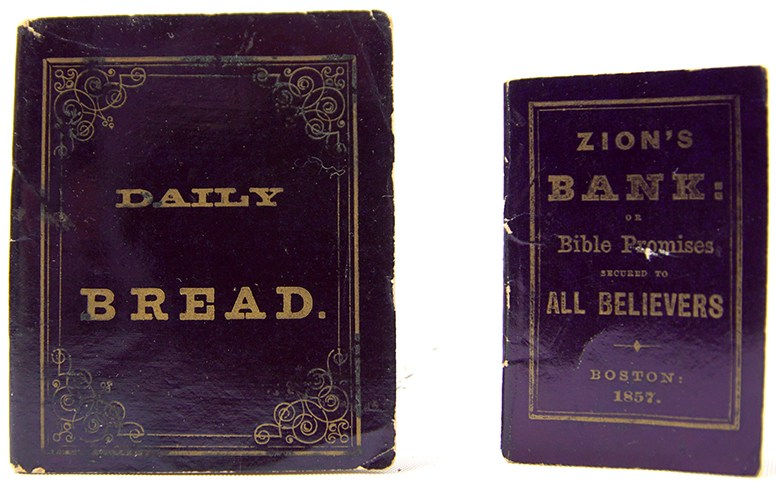 DAILY
BREAD.
ZION'S
BANK:
OR
Bible Promises
SECURED TO
ALL BELIEVERS
BOSTON:
1857.